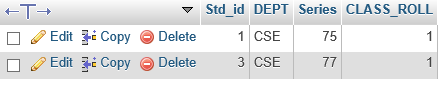 Std_id DEPT Series CLASS_ROLL
Edit Copy Delete 1 CSE 75 1
Edit Copy Delete 3 CSE 77 1